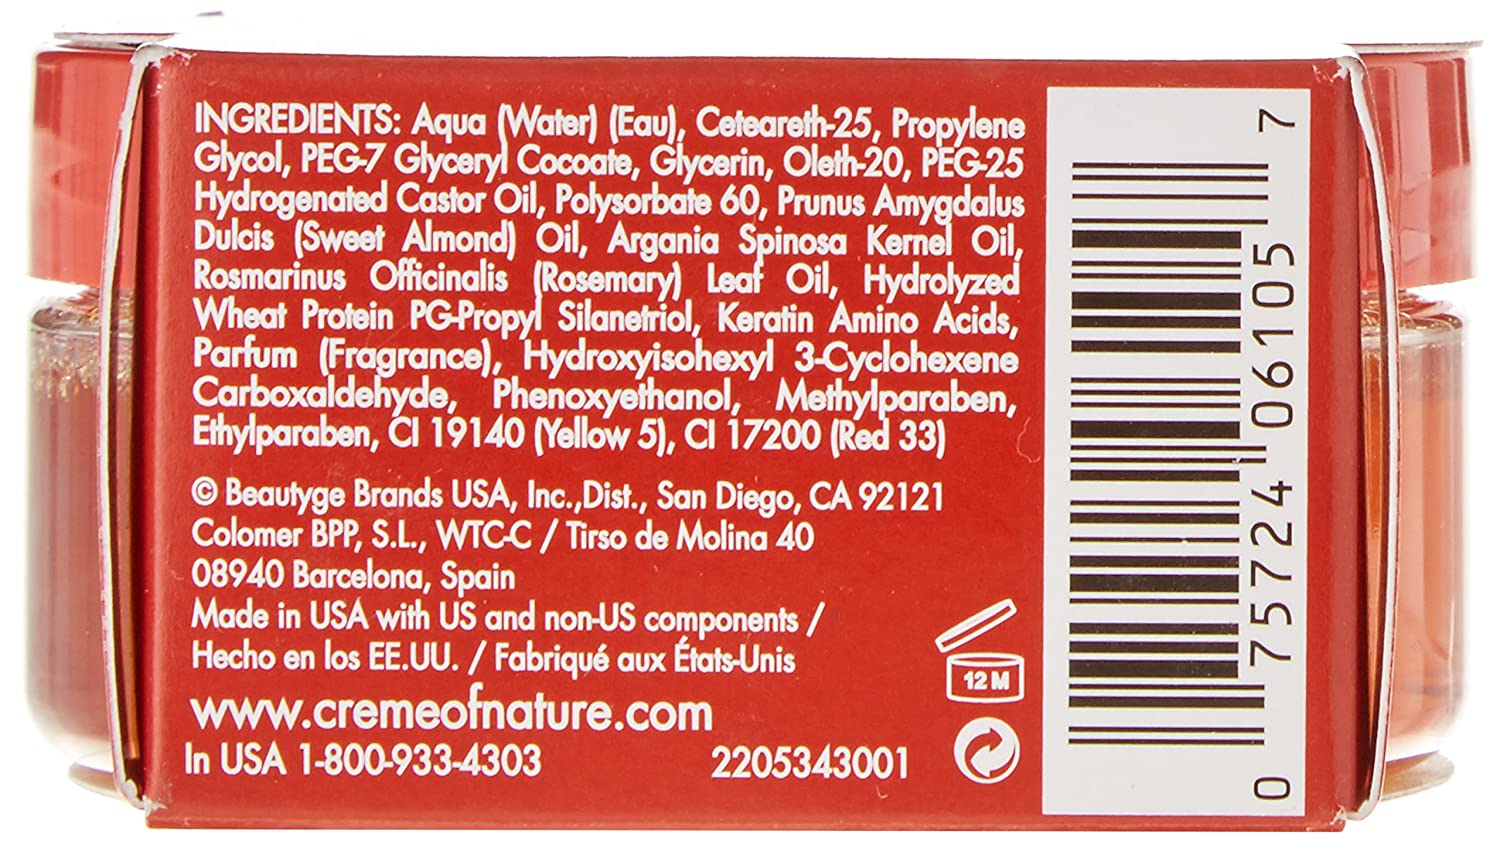 INGREDIENTS: Aqua (Water) (Eau), Ceteareth-25, Propylene
Glycol, PEG-7 Glyceryl Cocoate, Glycerin, Oleth-20, PEG-25
Hydrogenated Castor Oil, Polysorbate 60, Prunus Amygdalus
Dulcis (Sweet Almond) Oil, Argania Spinosa Kernel Oil,
Rosmarinus Officinalis (Rosemary) Leaf Oil, Hydrolyzed
Wheat Protein PG-Propyl Silanetriol, Keratin Amino Acids,
Parfum (Fragrance), Hydroxyisohexyl 3-Cyclohexene
Carboxaldehyde, Phenoxyethanol, Methylparaben,
Ethylparaben, CI 19140 (Yellow 5), CI 17200 (Red 33)
© Beautyge Brands USA, Inc.,Dist., San Diego, CA 92121
Colomer BPP, S.L., WTC-C / Tirso de Molina 40
08940 Barcelona, Spain
Made in USA with US and non-US components /
Hecho en los EE.UU. / Fabriqué aux États-Unis
www.cremeofnature.com
In USA 1-800-933-4303 2205343001
12 M
0 75724 06105 7